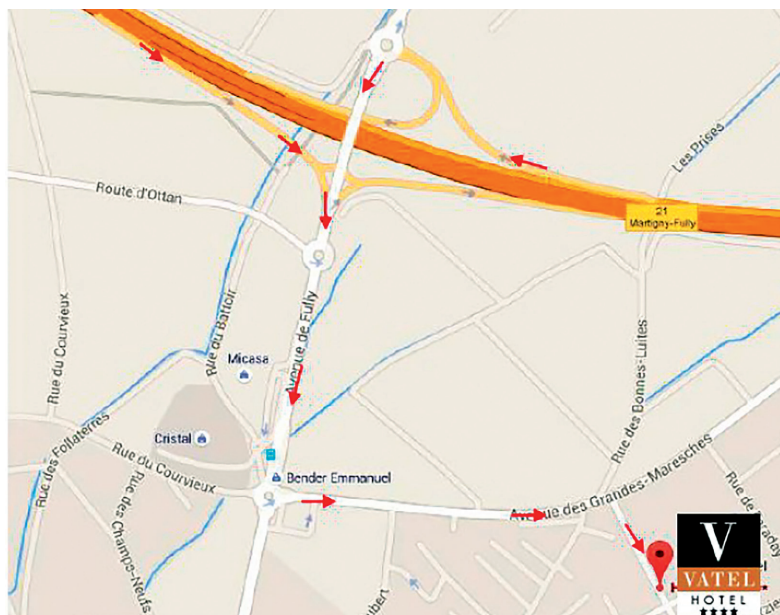 Les Prises
Route d'Ottan
21
Martigny-Fully
Rue du Courvieux
Rue du Battoir
Avenue de Fully
Micasa
Rue des Bonnes-Luites
Cristal
Rue des Follaterres
Rue du Courvieux
Bender Emmanuel
Avenue des Grandes-Maresches
Rue des Champs-Neufs
V
VATEL
HOTEL
★★★★